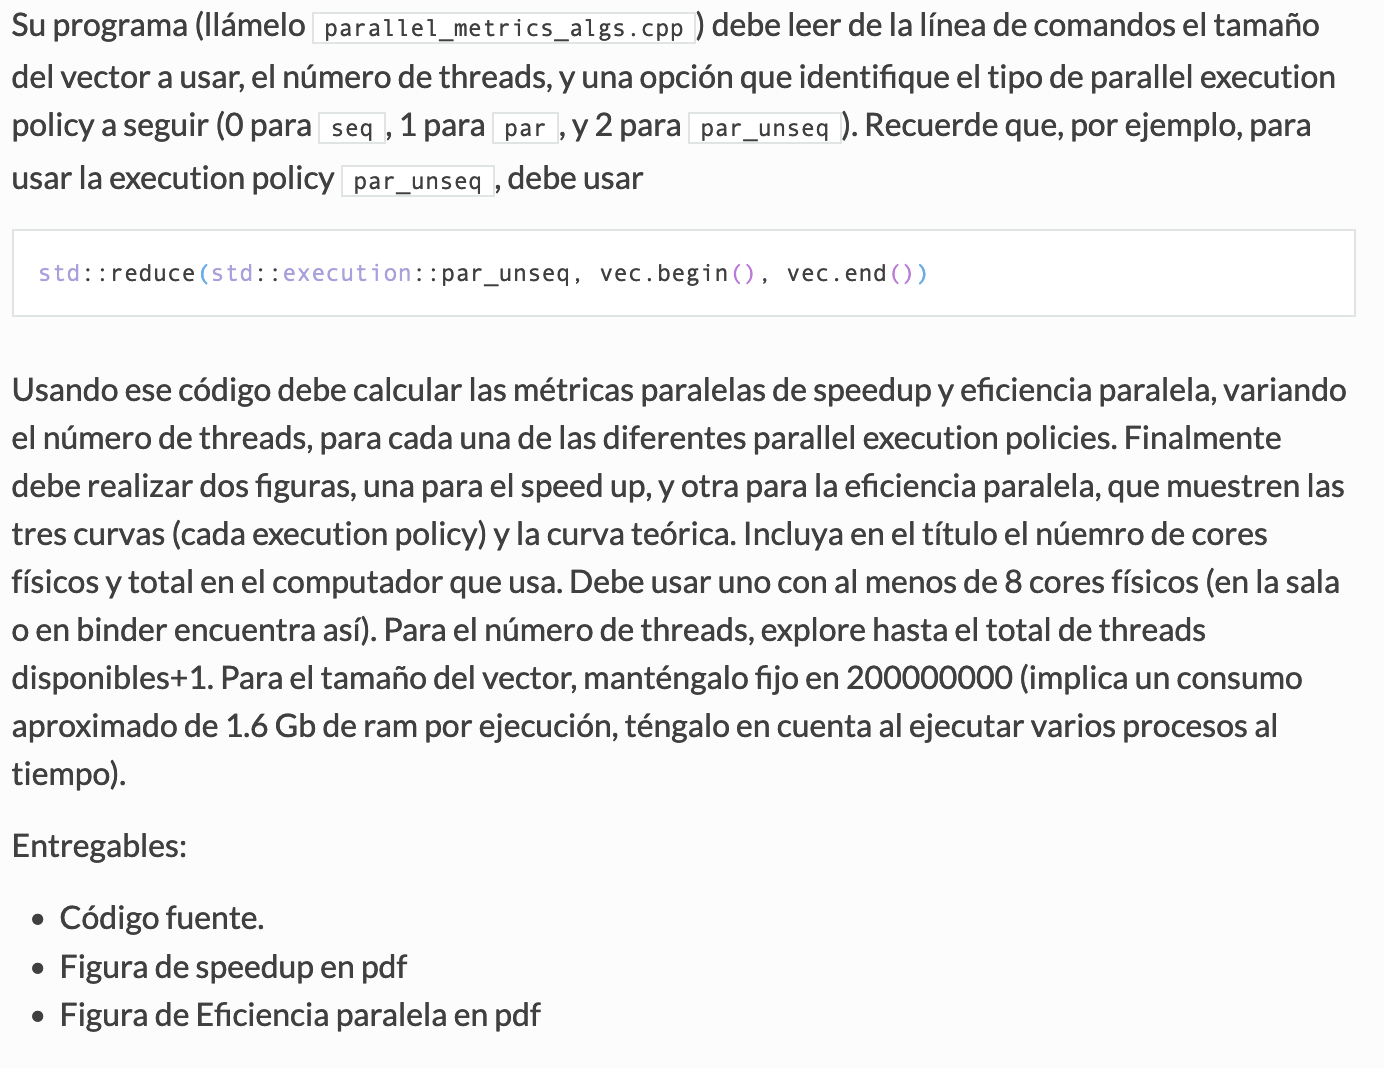 Su programa (llámelo parallel_metrics_algs.cpp) debe leer de la línea de comandos el tamaño
del vector a usar, el número de threads, y una opción que identifique el tipo de parallel execution
policy a seguir (0 para seq, 1 para par, y 2 para par_unseq). Recuerde que, por ejemplo, para
usar la execution policy par_unseq, debe usar
std::reduce(std::execution::par_unseq, vec.begin(), vec.end())
Usando ese código debe calcular las métricas paralelas de speedup y eficiencia paralela, variando
el número de threads, para cada una de las diferentes parallel execution policies. Finalmente
debe realizar dos figuras, una para el speed up, y otra para la eficiencia paralela, que muestren las
tres curvas (cada execution policy) y la curva teórica. Incluya en el título el núemro de cores
físicos y total en el computador que usa. Debe usar uno con al menos de 8 cores físicos (en la sala
o en binder encuentra así). Para el número de threads, explore hasta el total de threads
disponibles+1. Para el tamaño del vector, manténgalo fijo en 200000000 (implica un consumo
aproximado de 1.6 Gb de ram por ejecución, téngalo en cuenta al ejecutar varios procesos al
tiempo).
Entregables:
• Código fuente.
• Figura de speedup en pdf
• Figura de Eficiencia paralela en pdf